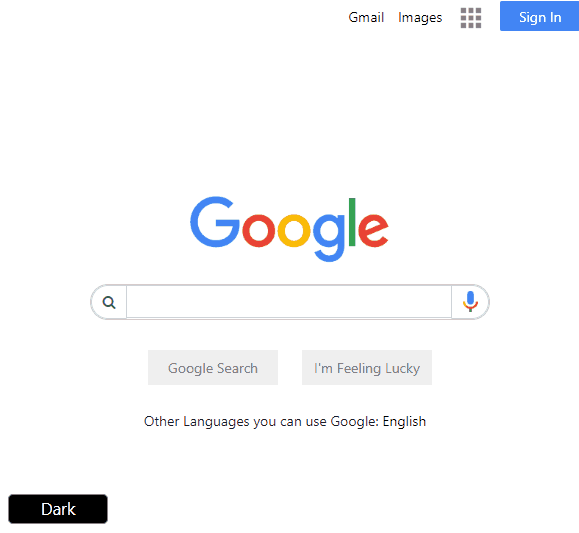 Gmail Images Sign In
Google
Google Search I'm Feeling Lucky
Other Languages you can use Google: English
Dark